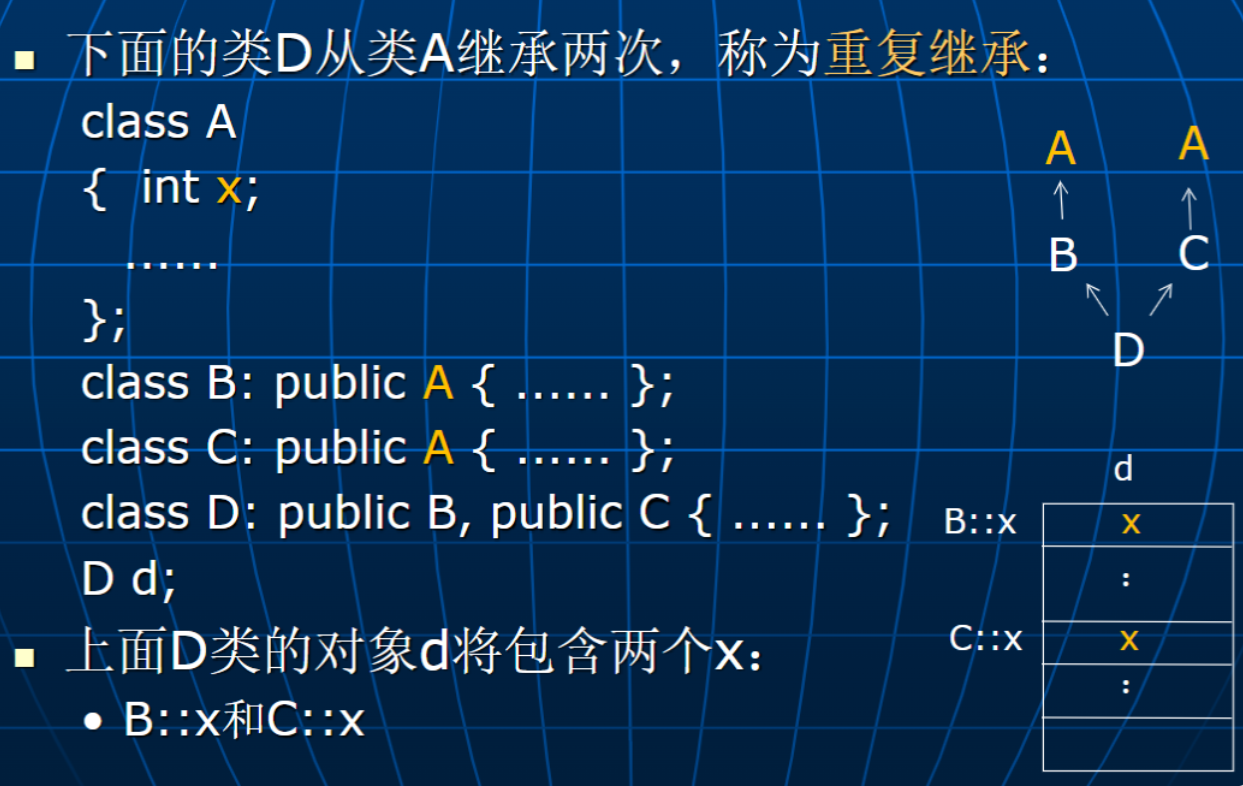 下面的类D从类A继承两次，称为重复继承：
class A
{ int x;
......
};
class B: public A { ...... };
class C: public A { ...... };
class D: public B, public C { ...... };
D d;
上面D类的对象d将包含两个x：
• B::x和C::x
A A
B C
D
d
B::x x
:
C::x x
: